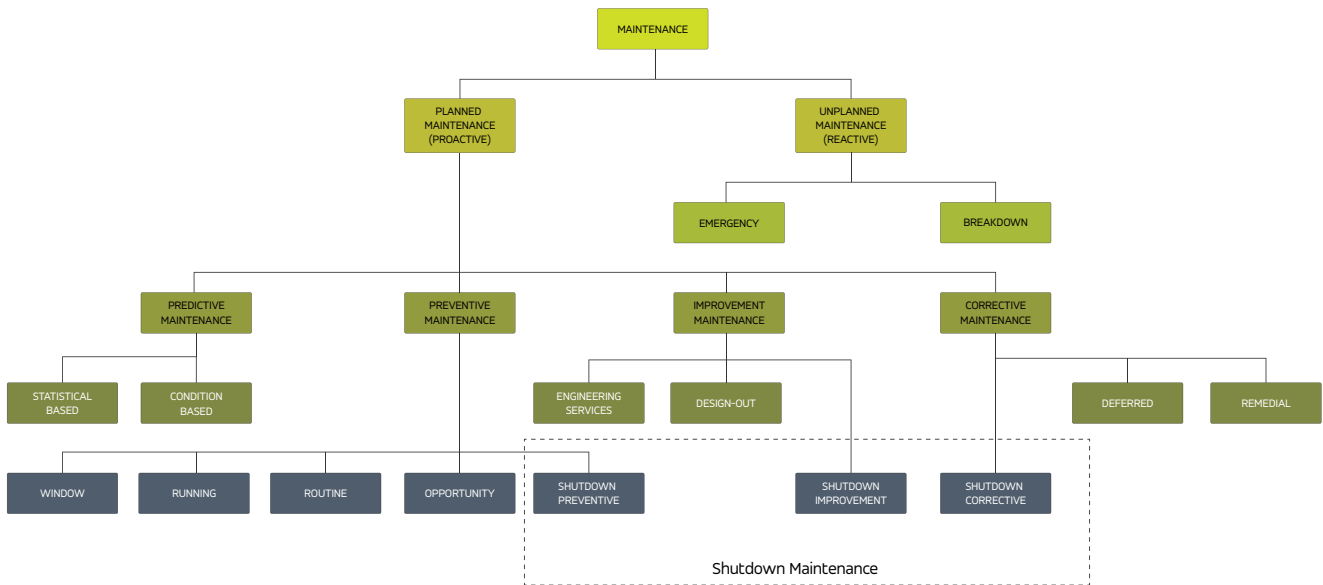 MAINTENANCE
PLANNED
MAINTENANCE
(PROACTIVE)
UNPLANNED
MAINTENANCE
(REACTIVE)
EMERGENCY
BREAKDOWN
PREDICTIVE
MAINTENANCE
PREVENTIVE
MAINTENANCE
IMPROVEMENT
MAINTENANCE
CORRECTIVE
MAINTENANCE
STATISTICAL
BASED
CONDITION
BASED
ENGINEERING
SERVICES
DESIGN-OUT
DEFERRED
REMEDIAL
WINDOW
RUNNING
ROUTINE
OPPORTUNITY
SHUTDOWN
PREVENTIVE
SHUTDOWN
IMPROVEMENT
SHUTDOWN
CORRECTIVE
Shutdown Maintenance